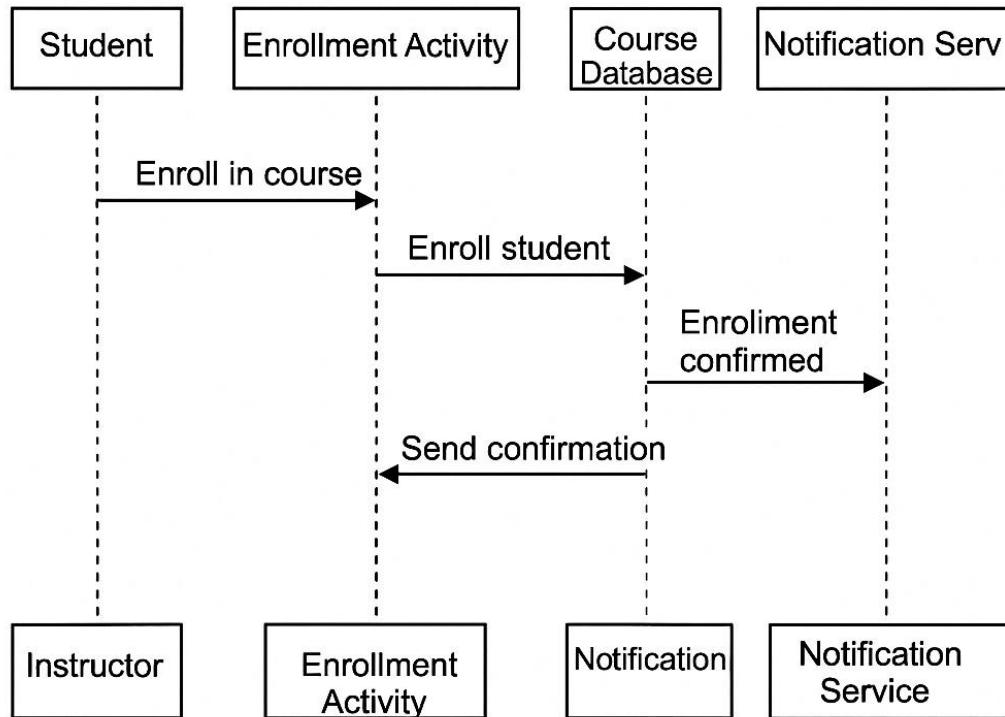 Student
Enrollment Activity
Course
Database
Notification Serv
Enroll in course
Enroll student
Enroliment
confirmed
Send confirmation
Instructor
Enrollment
Activity
Notification
Notification
Service